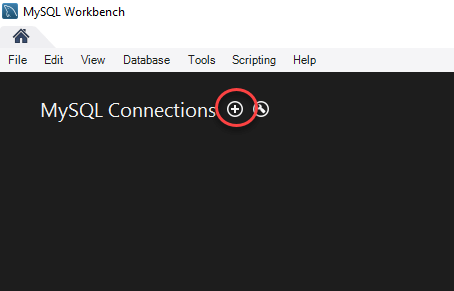 MySQL Workbench
File Edit View Database Tools Scripting Help
MySQL Connections